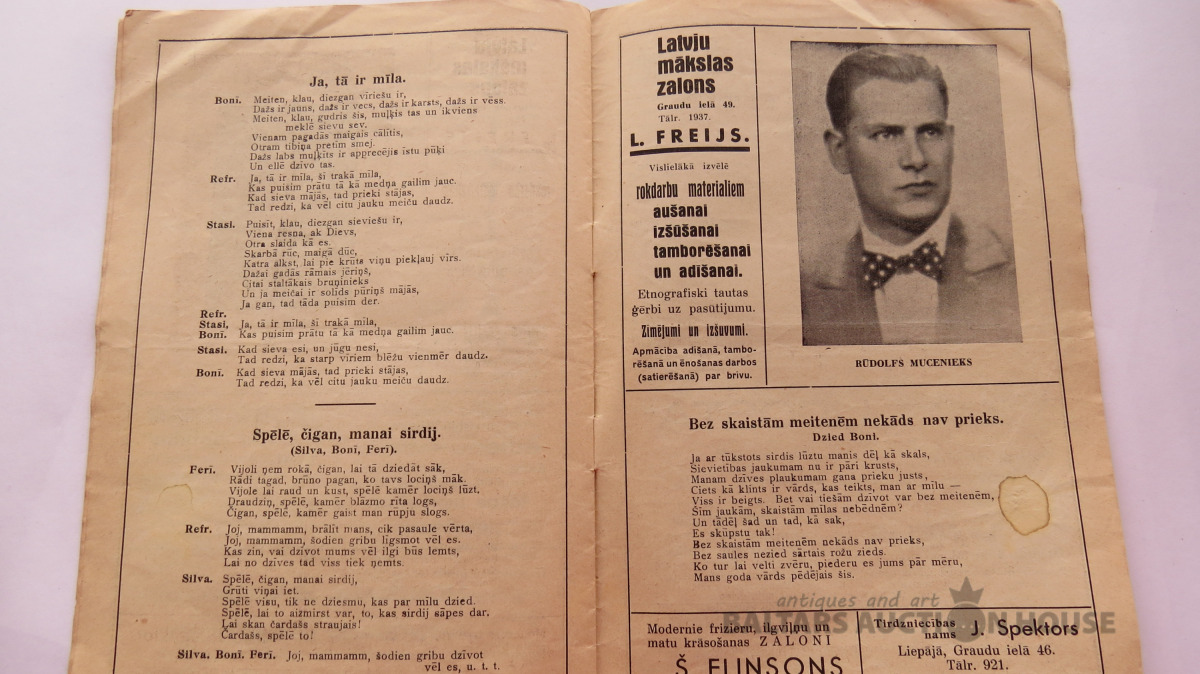 Ja, tā ir mīla.
Bonī. Meiten, klau, diezgan vīriešu ir,
Dažs ir jauns, dažs ir vecs, dažs ir karsts, dažs ir vēss.
Meiten, klau, gudris šis, muļķis tas un ikviens
meklē sievu sev.
Vienam pagadās maigais cālītis,
Otram tibiņa pretim smej.
Dažs labs muļķīts ir apprecējis īstu pūķi
Un ellē dzīvo tas.
Refr. Ja, tā ir mīla, šī trakā mīla,
Kas puisim prātu tā kā medņa gailim jauc.
Kad sieva mājās, tad prieki stājas,
Tad redzi, ka vēl citu jauku meiču daudz.
Stasi. Puisīt, klau, diezgan sieviešu ir,
Viena resna, ak Dievs,
Otra slaida kā es.
Skarbā rūc, maigā dūc,
Katra alkst, lai pie krūts viņu piekļauj vīrs.
Dažai gadās rāmais jēriņš,
Citai staltākais bruņinieks
Un ja meičai ir solīds pūriņš mājās,
Ja gan, tad tāda puisim der.
Refr.
Stasi, Ja, tā ir mīla, šī trakā mīla,
Bonī. Kas puisim prātu tā kā medņa gailim jauc.
Stasi. Kad sieva esi, un jūgu nesi,
Tad redzi, ka starp vīriem blēžu vienmēr daudz.
Bonī. Kad sieva mājās, tad prieki stājas,
Tad redzi, ka vēl citu jauku meiču daudz.
Spēlē, čigan, manai sirdij.
(Silva, Bonī, Ferī).
Ferī. Vijoli ņem rokā, čigan, lai tā dziedāt sāk,
Rādi tagad, brūno pagan, ko tavs lociņš māk.
Vijole lai raud un kust, spēlē kamēr lociņš lūzt.
Draudziņ, spēlē, kamēr blāzmo rīta logs,
Čigan, spēlē, kamēr gaist man rūpju slogs.
Refr. Joj, mammamm, brālīt mans, cik pasaule vērta,
Joj, mammamm, šodien gribu līgsmot vēl es.
Kas zin, vai dzīvot mums vēl ilgi būs lemts,
Lai no dzīves tad viss tiek ņemts.
Silva. Spēlē, čigan, manai sirdij,
Grūti viņai iet.
Spēlē visu, tik ne dziesmu, kas par mīlu dzied.
Spēlē, lai to aizmirst var, to, kas sirdij sāpes dar.
Lai skan čardašs straujais!
Čardašs, spēlē to!
Silva. Bonī. Ferī. Joj, mammamm, šodien gribu dzīvot
vēl es, u. t. t.
Latvju
mākslas
zalons
Graudu ielā 49.
Tālr. 1937.
L. FREIJS.
Vislielākā izvēlē
rokdarbu materialiem
aušanai
izšūšanai
tamborēšanai
un adīšanai.
Etnografiski tautas
ģērbi uz pasūtijumu.
Zīmējumi un izšuvumi.
Apmācība adīšanā, tambo-
rēšanā un ēnošanas darbos
(satierēšanā) par brīvu.
RŪDOLFS MUCENIEKS
Bez skaistām meitenēm nekāds nav prieks.
Dzied Bonī.
Ja ar tūkstots sirdis lūztu manis dēļ kā skals,
Sievietības jaukumam nu ir pāri krusts,
Manam dzīves plaukumam gana prieku justs,
Ciets kā klints ir vārds, kas teikts, man ar mīlu —
Viss ir beigts. Bet vai tiešām dzīvot var bez meitenēm,
Šīm jaukām, skaistām mīlas nebēdnēm?
Un tādēļ šad un tad, kā sak,
Es skūpstu tak!
Bez skaistām meitenēm nekāds nav prieks,
Bez saules nezied sārtais rožu zieds.
Ko tur lai velti zvēru, piederu es jums pār mēru,
Mans goda vārds pēdējais šis.
Modernie frizieru, ilgviļņu un
matu krāsošanas ZALONI
Š. ELINSONS
Tirdzniecības
nams J. Spektors
Liepājā, Graudu ielā 46.
Tālr. 921.
antiques and art
BALTARS AUCTION HOUSE